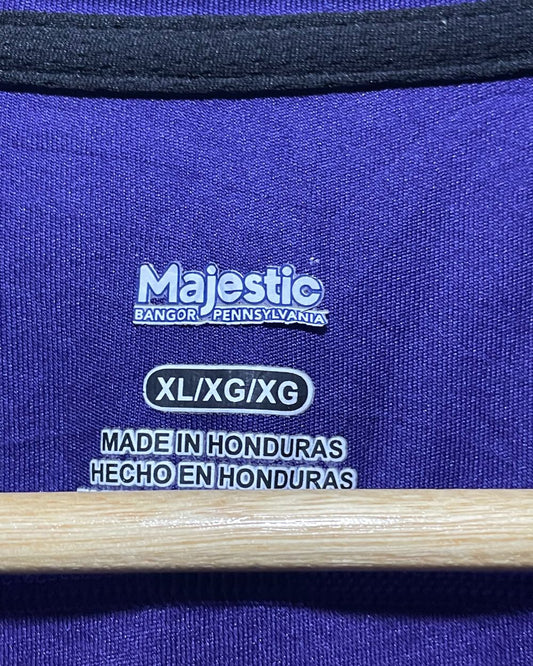 Majestic
BANGOR, PENNSYLVANIA
XL/XG/XG
MADE IN HONDURAS
HECHO EN HONDURAS